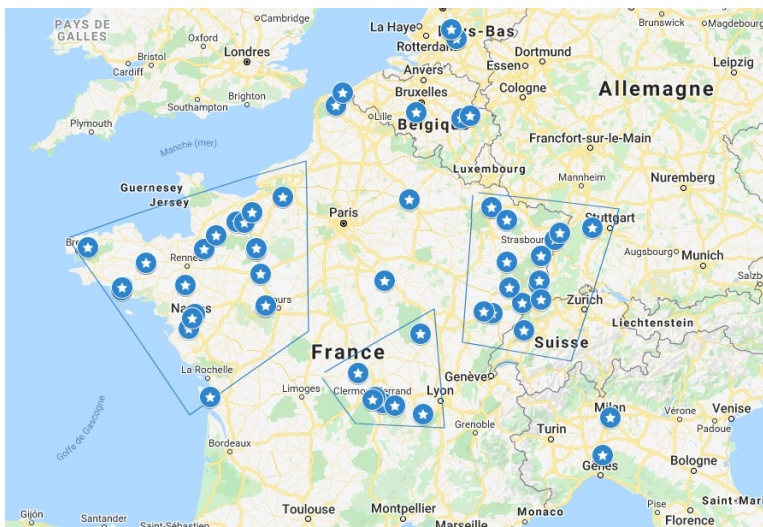 PAYS DE
GALLES
Cambridge
Oxford
Bristol
Cardiff
Londres
Southampton
Brighton
Plymouth
La Haye
Rotterdam
Pays-Bas
Anvers
Bruxelles
Belgique
Lille
Dortmund
Essen
Cologne
Brunswick
Magdebourg
Leipzig
Allemagne
Francfort-sur-le-Main
Luxembourg
Mannheim
Nuremberg
Manche (mer)
Guernesey
Jersey
Paris
Rennes
Nantes
Tours
Strasbourg
Stuttgart
Augsbourg
Munich
Salzb
Zurich
Liechtenstein
Suisse
France
La Rochelle
Limoges
Clermont-Ferrand
Lyon
Genève
Grenoble
Golfe de Gascogne
Bordeaux
Turin
Milan
Vérone
Venise
Padoue
Gênes
Bologne
Gijón
Santander
Saint-Sébastien
Toulouse
Montpellier
Marseille
Monaco
Pise
Florence
Saint-Mari